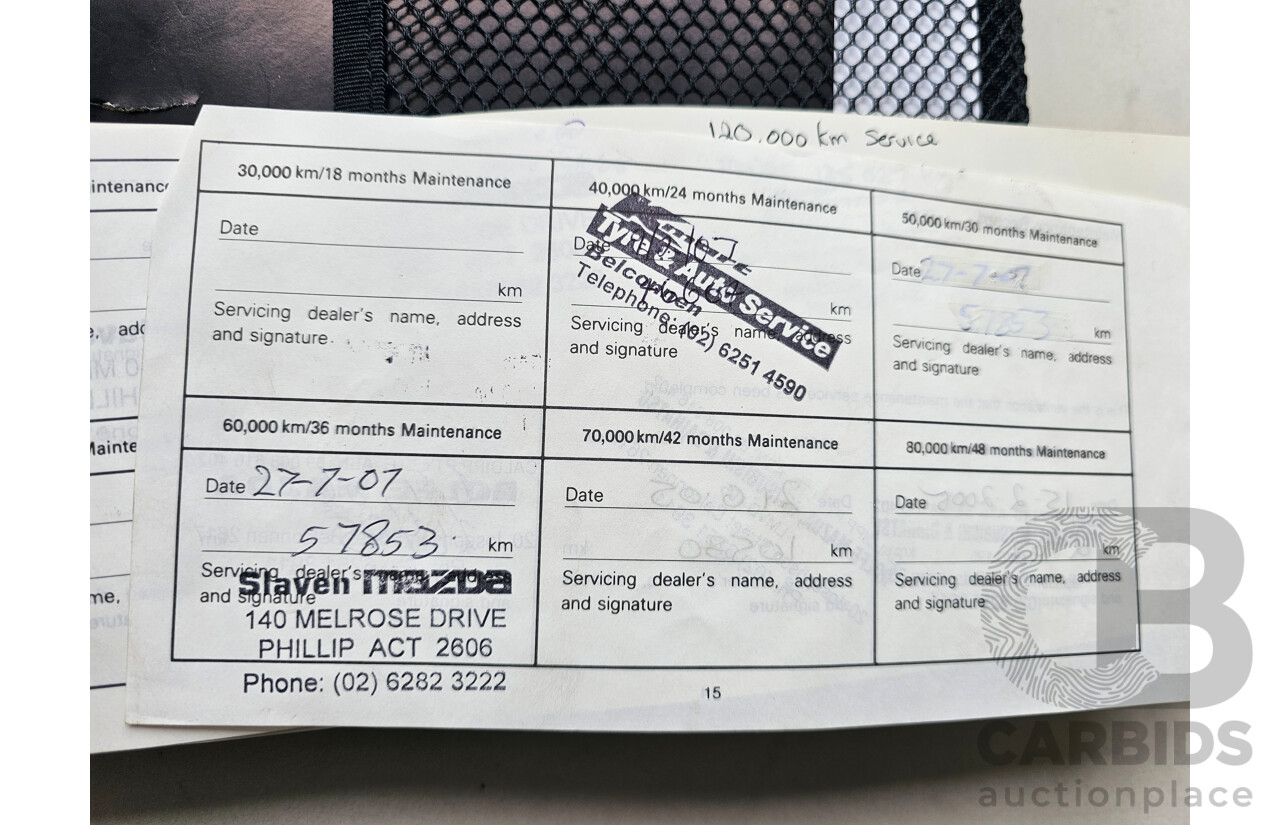 120.000 km Service
30,000 km/18 months Maintenance
Date
km
Servicing dealer's name, address
and signature
40,000 km/24 months Maintenance
Date
km
Servicing dealer's name, address
and signature
Tyre & Auto Service
Belconnen
Telephone: (02) 6251 4590
50,000 km/30 months Maintenance
Date 27-7-07
57853 km
Servicing dealer's name, address
and signature
60,000 km/36 months Maintenance
Date 27-7-07
57853 km
Servicing dealer's name, address
and signature
Slaven mazda
140 MELROSE DRIVE
PHILLIP ACT 2606
Phone: (02) 6282 3222
70,000 km/42 months Maintenance
Date
km
Servicing dealer's name, address
and signature
80,000 km/48 months Maintenance
Date
km
Servicing dealer's name, address
and signature
15
intenanc
ainte
CARBIDS
auctionplace